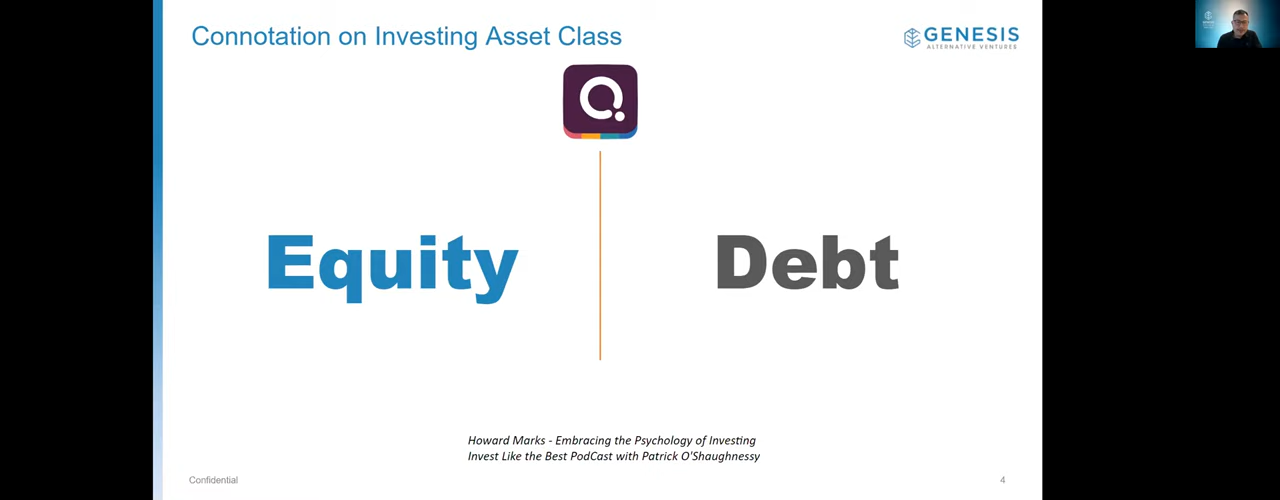 Connotation on Investing Asset Class
GENESIS
ALTERNATIVE VENTURES
Equity
Debt
Howard Marks - Embracing the Psychology of Investing
Invest Like the Best PodCast with Patrick O'Shaughnessy
Confidential
4